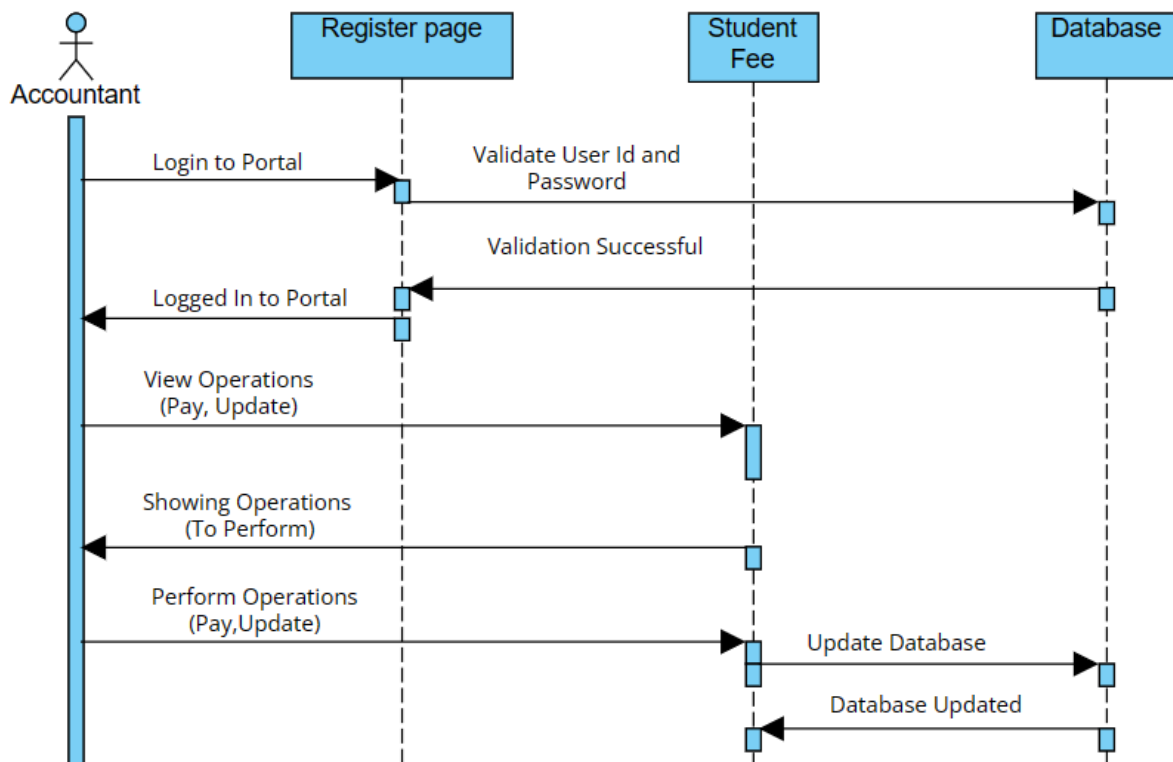 Register page
Student
Fee
Database
Accountant
Login to Portal
Validate User Id and
Password
Validation Successful
Logged In to Portal
View Operations
(Pay, Update)
Showing Operations
(To Perform)
Perform Operations
(Pay,Update)
Update Database
Database Updated